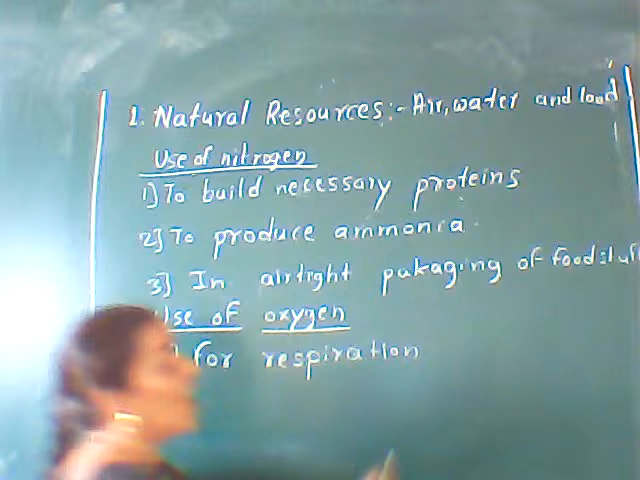 1. Natural Resources:- Air, water and land
Use of nitrogen
1] To build necessary proteins
2] To produce ammonia.
3] In airtight pakaging of foodstuff
Use of oxygen
for respiration